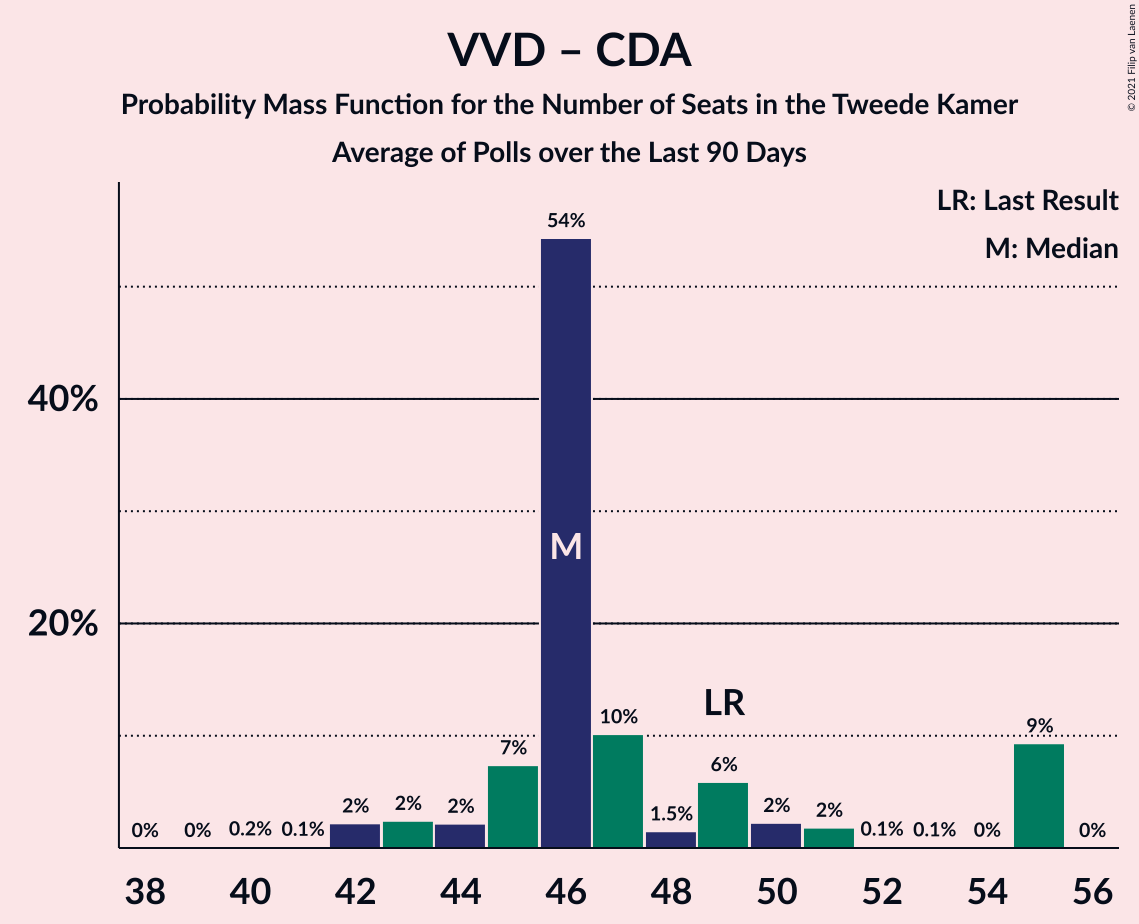 VVD – CDA
Probability Mass Function for the Number of Seats in the Tweede Kamer
Average of Polls over the Last 90 Days
© 2021 Filip van Laenen
LR: Last Result
M: Median
40%
20%
0% 0% 0.2% 0.1% 2% 2% 2% 7% 54% 10% 1.5% 6% 2% 2% 0.1% 0.1% 0% 9% 0%
M
LR
38 40 42 44 46 48 50 52 54 56